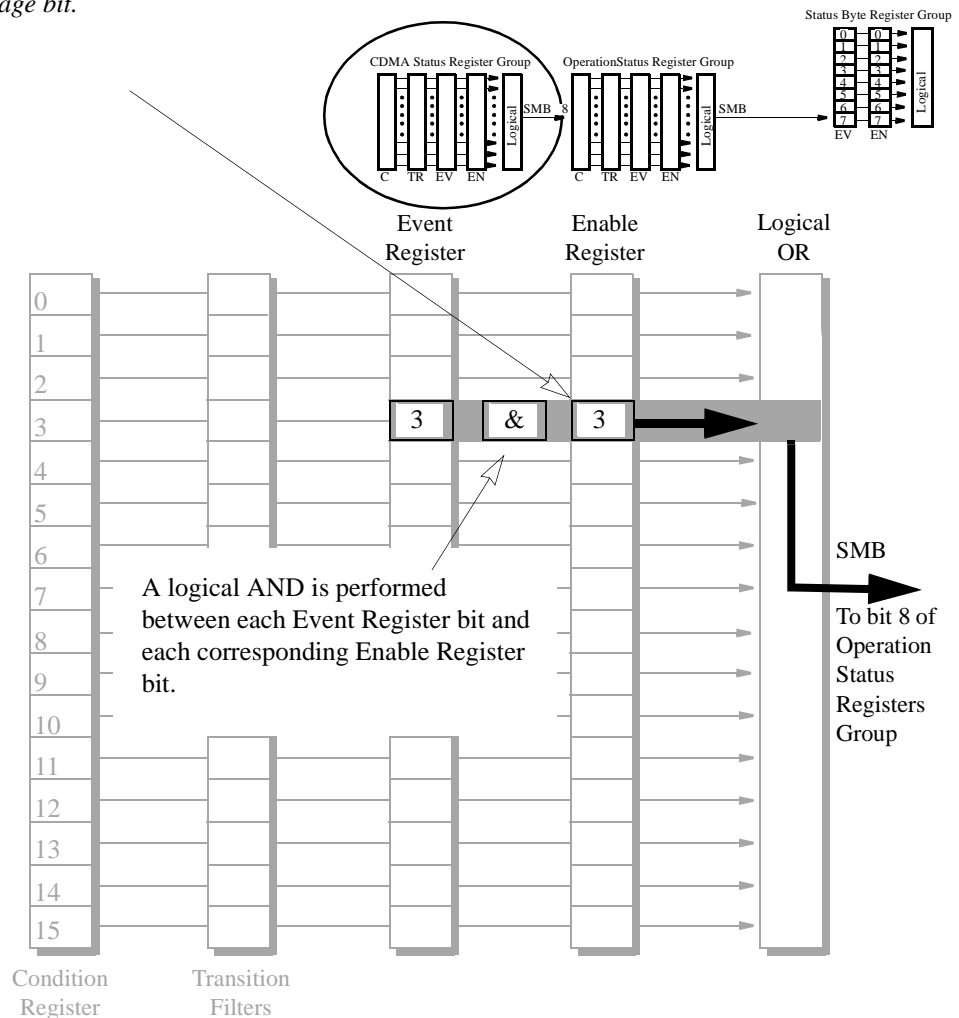 age bit.
Status Byte Register Group
0 0
1 1
2 2
3 3
4 4
5 5
6 6
7 7
EV EN
Logical
CDMA Status Register Group
C TR EV EN
Logical
SMB 8
OperationStatus Register Group
C TR EV EN
Logical
SMB
Event
Register
Enable
Register
Logical
OR
0
1
2
3
3 & 3
4
5
6
7
8
9
10
11
12
13
14
15
A logical AND is performed
between each Event Register bit and
each corresponding Enable Register
bit.
SMB
To bit 8 of
Operation
Status
Registers
Group
Condition
Register
Transition
Filters